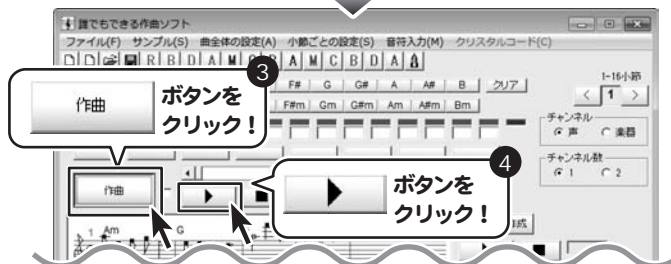 誰でもできる作曲ソフト
ファイル(F) サンプル(S) 曲全体の設定(A) 小節ごとの設定(S) 音符入力(M) クリスタルコード(C)
R B D A M C B A M C B D A A
3
F# G G# A A# B クリア
1-16小節
< 1 >
作曲
ボタンを
クリック！
F#m Gm G#m Am A#m Bm
チャンネル
声 楽器
チャンネル数
1 2
4
作曲
ボタンを
クリック！
1 Am G